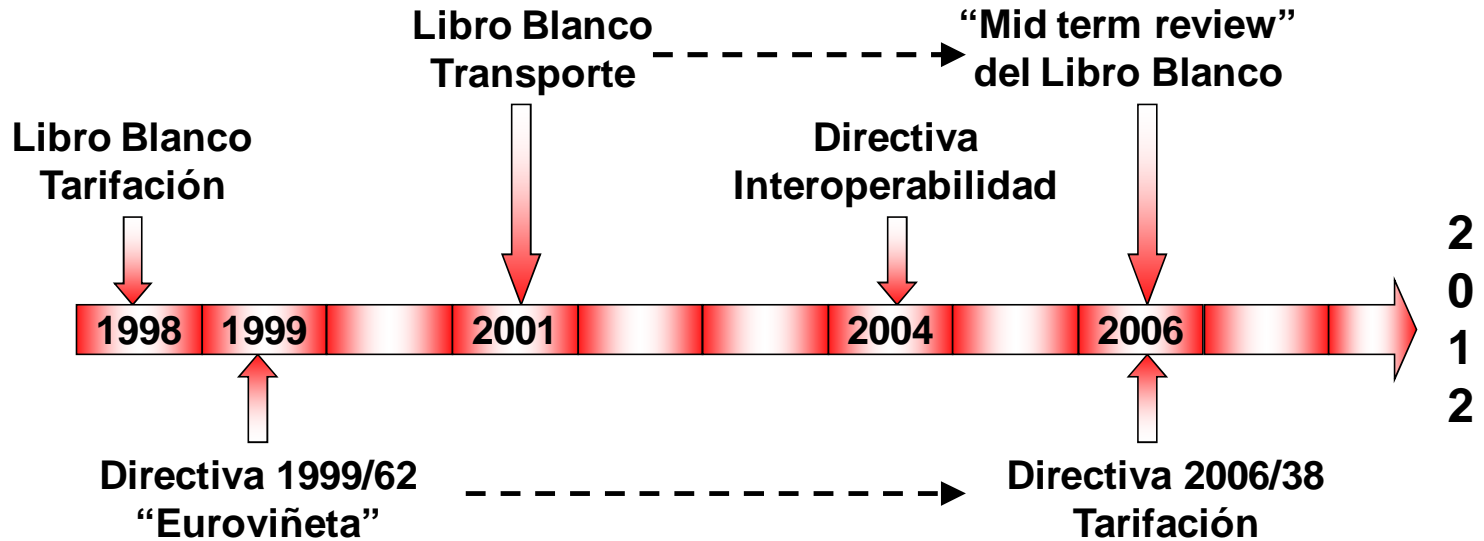 Libro Blanco
Transporte
“Mid term review”
del Libro Blanco
Libro Blanco
Tarifación
Directiva
Interoperabilidad
1998 1999 2001 2004 2006
2
0
1
2
Directiva 1999/62
“Euroviñeta”
Directiva 2006/38
Tarifación